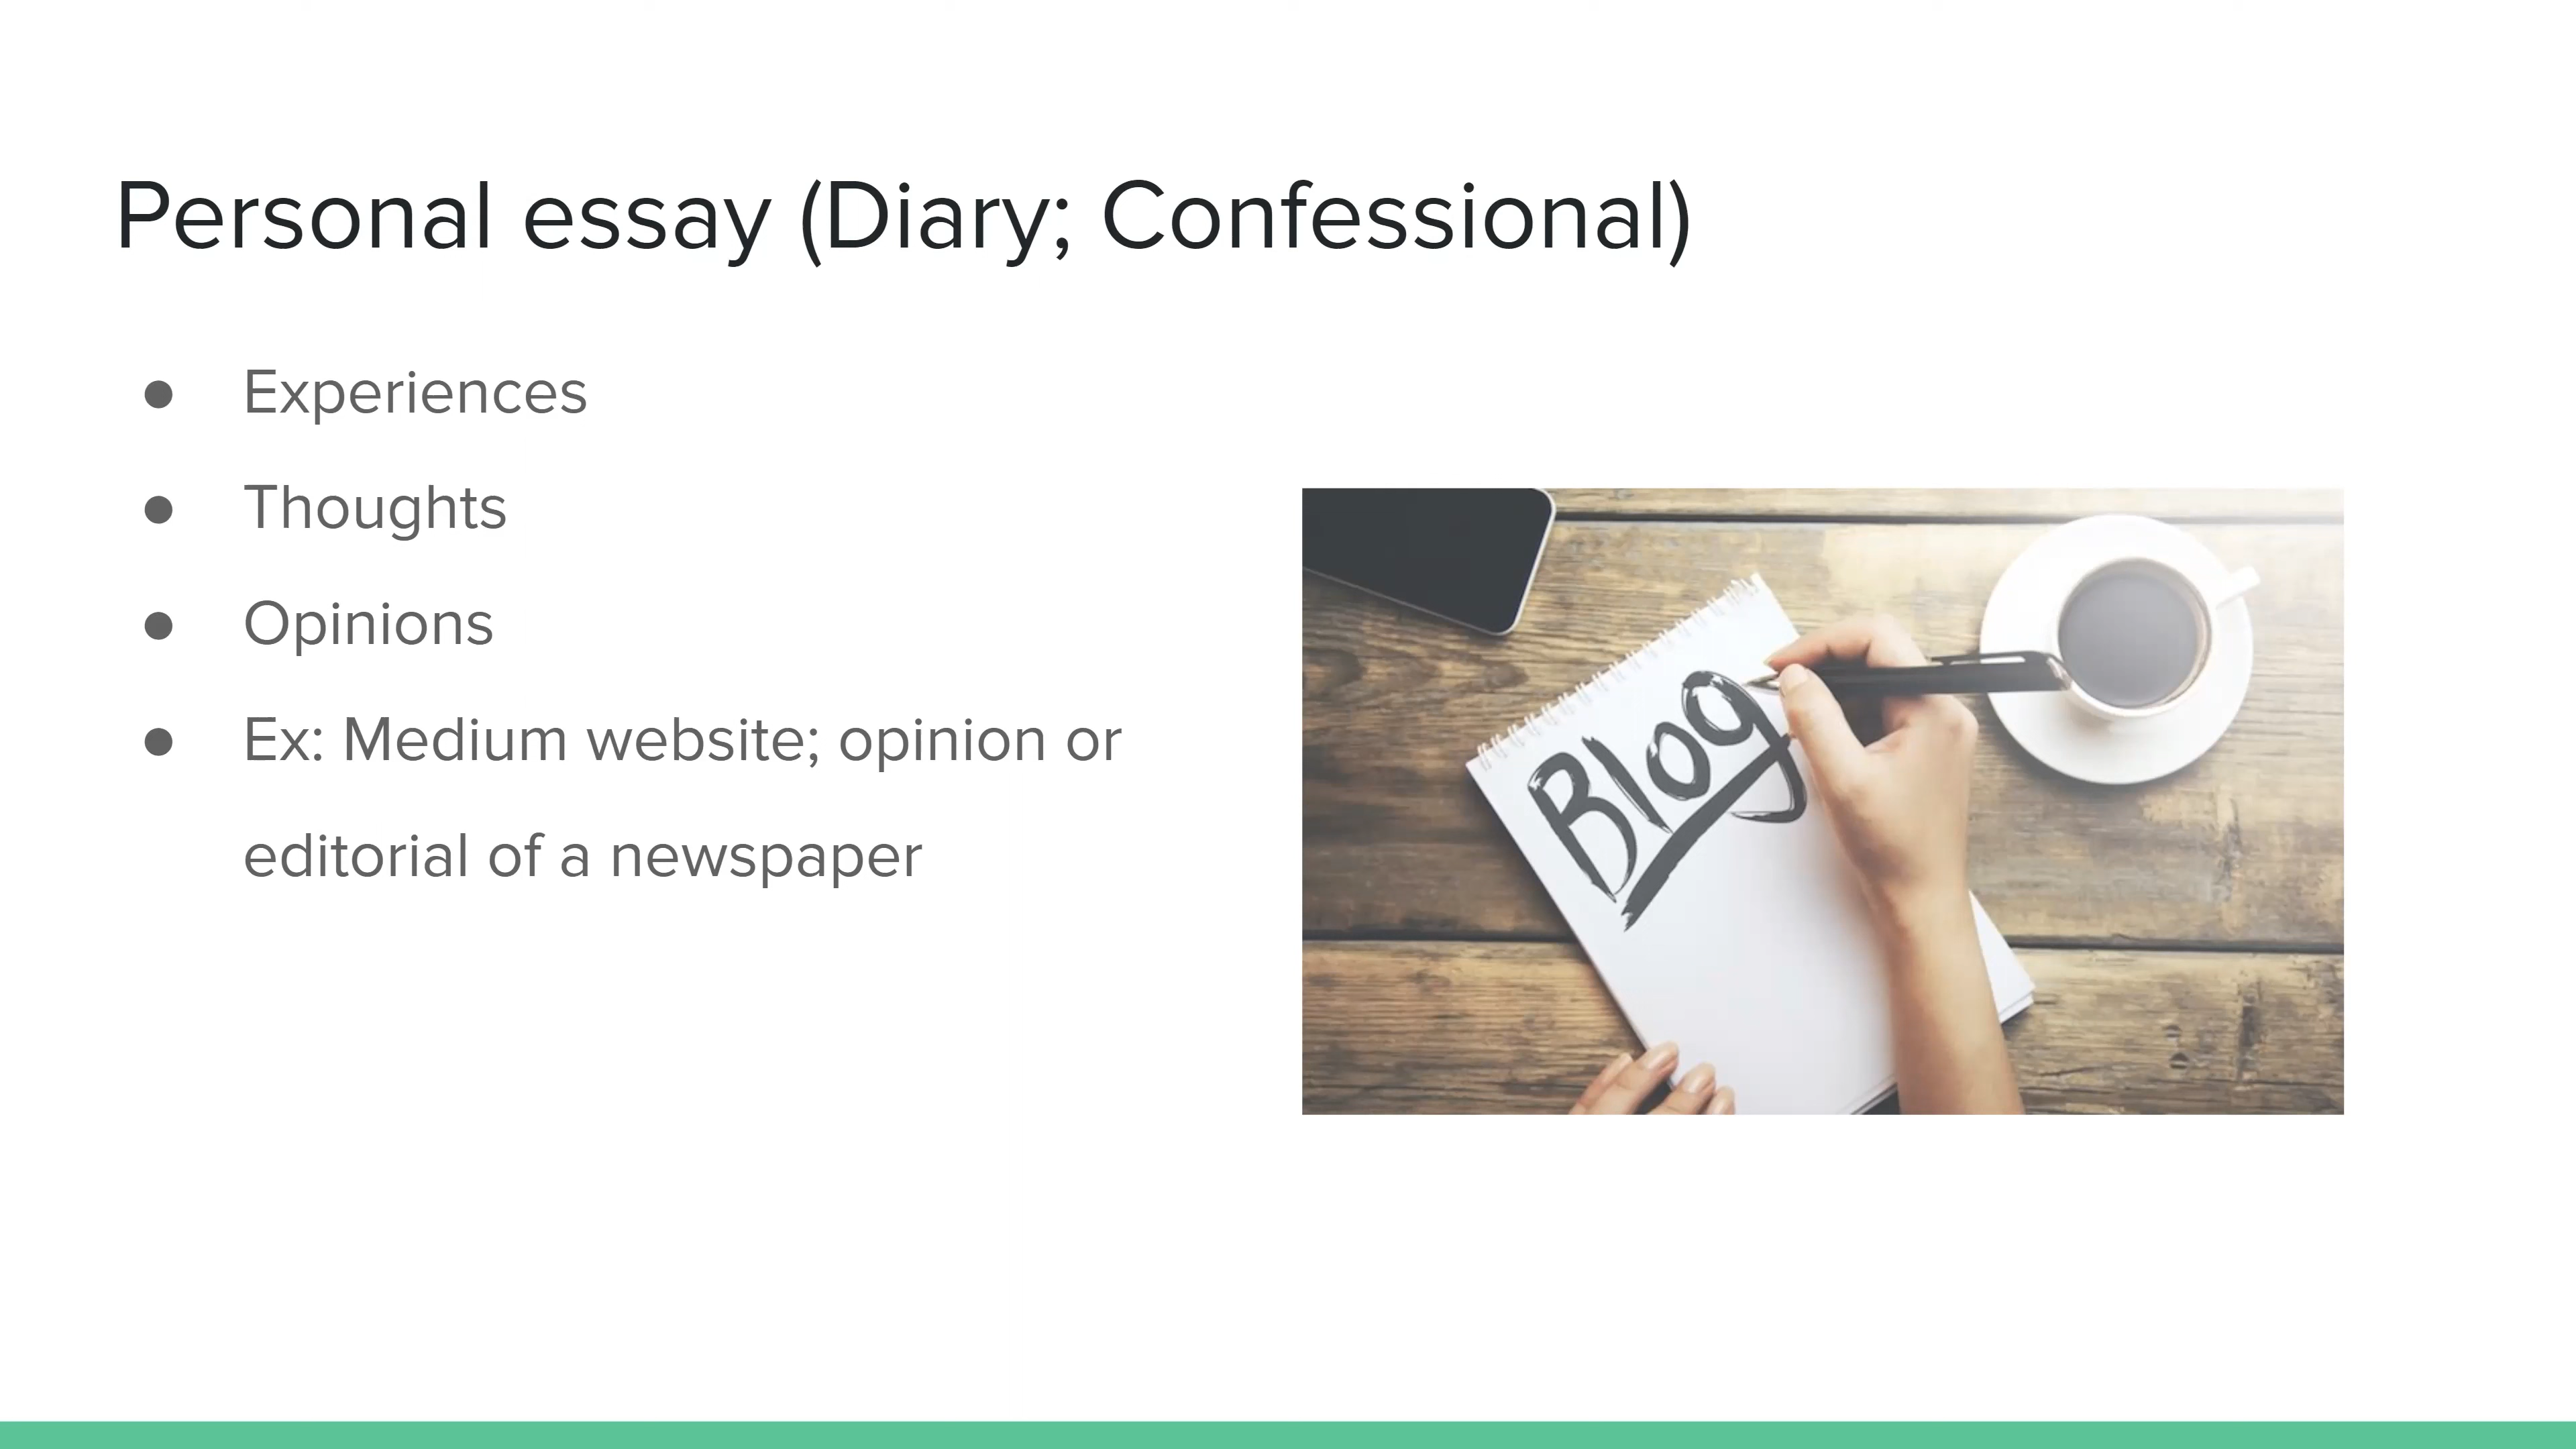 Personal essay (Diary; Confessional)
● Experiences
● Thoughts
● Opinions
● Ex: Medium website; opinion or
editorial of a newspaper
Blog